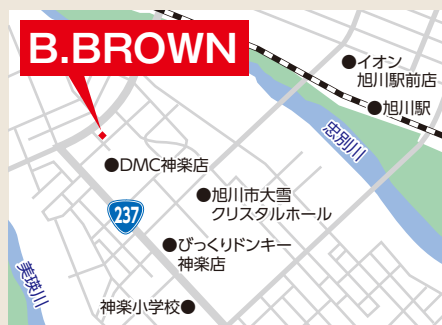 B.BROWN
●イオン
旭川駅前店
●旭川駅
忠別川
●DMC神楽店
●旭川市大雪
クリスタルホール
237
●びっくりドンキー
神楽店
美瑛川
神楽小学校●